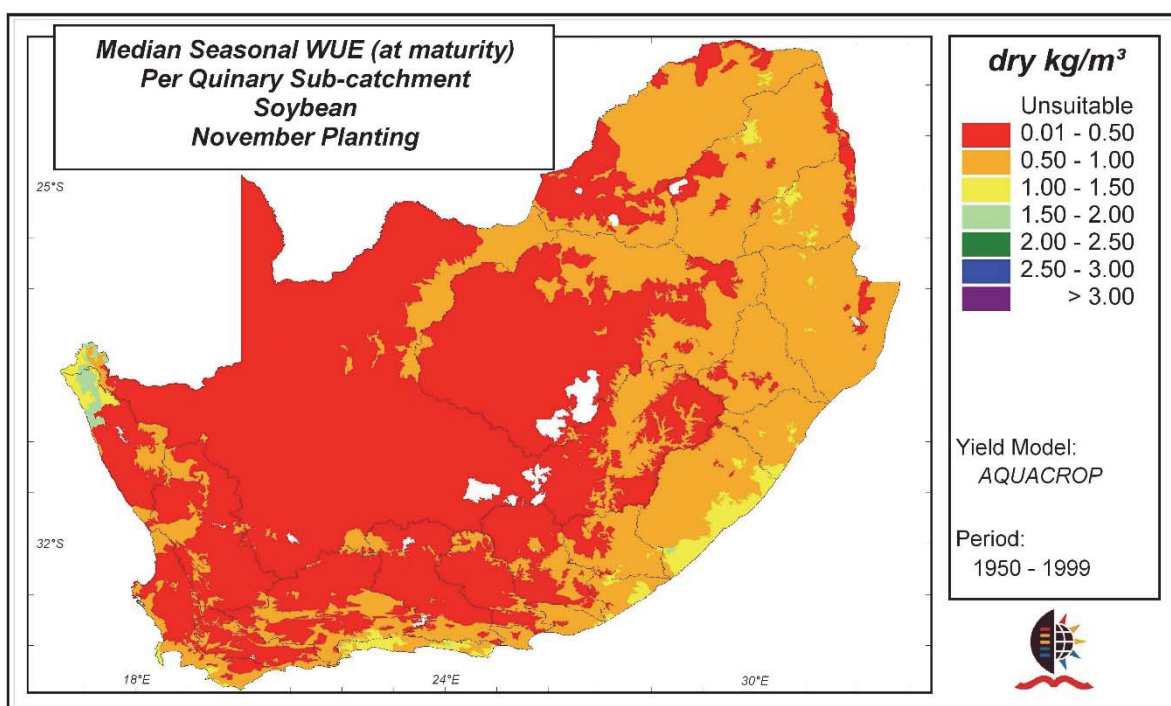 Median Seasonal WUE (at maturity)
Per Quinary Sub-catchment
Soybean
November Planting
dry kg/m³
Unsuitable
0.01 - 0.50
0.50 - 1.00
1.00 - 1.50
1.50 - 2.00
2.00 - 2.50
2.50 - 3.00
> 3.00
Yield Model:
AQUACROP
Period:
1950 - 1999
25°S
32°S
18°E 24°E 30°E